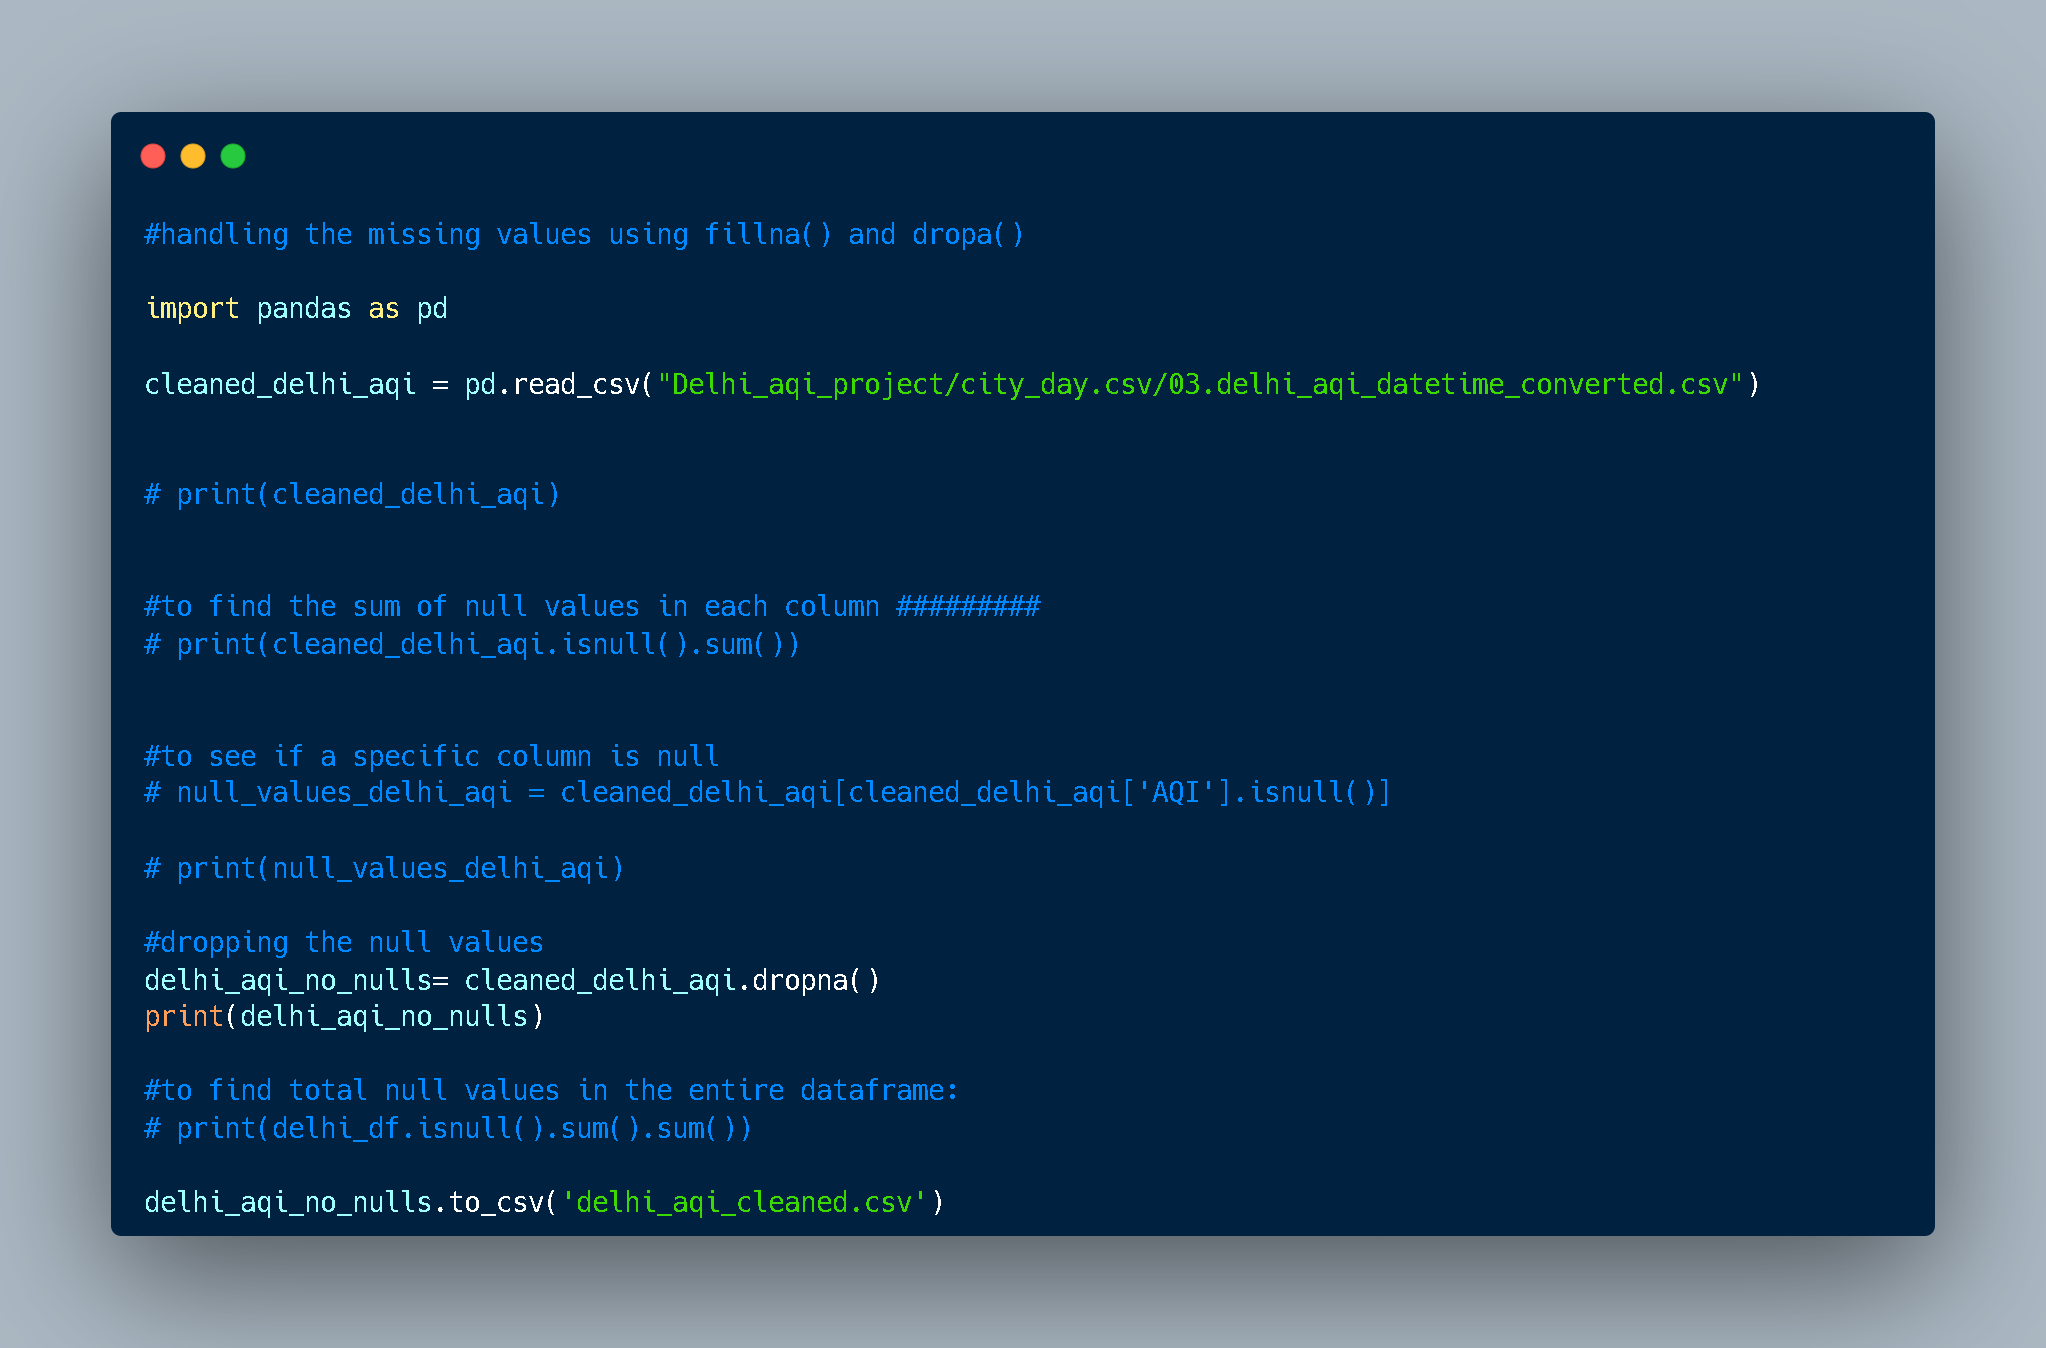 #handling the missing values using fillna() and dropa()
import pandas as pd
cleaned_delhi_aqi = pd.read_csv("Delhi_aqi_project/city_day.csv/03.delhi_aqi_datetime_converted.csv")
# print(cleaned_delhi_aqi)
#to find the sum of null values in each column #########
# print(cleaned_delhi_aqi.isnull().sum())
#to see if a specific column is null
# null_values_delhi_aqi = cleaned_delhi_aqi[cleaned_delhi_aqi['AQI'].isnull()]
# print(null_values_delhi_aqi)
#dropping the null values
delhi_aqi_no_nulls= cleaned_delhi_aqi.dropna()
print(delhi_aqi_no_nulls)
#to find total null values in the entire dataframe:
# print(delhi_df.isnull().sum().sum())
delhi_aqi_no_nulls.to_csv('delhi_aqi_cleaned.csv')